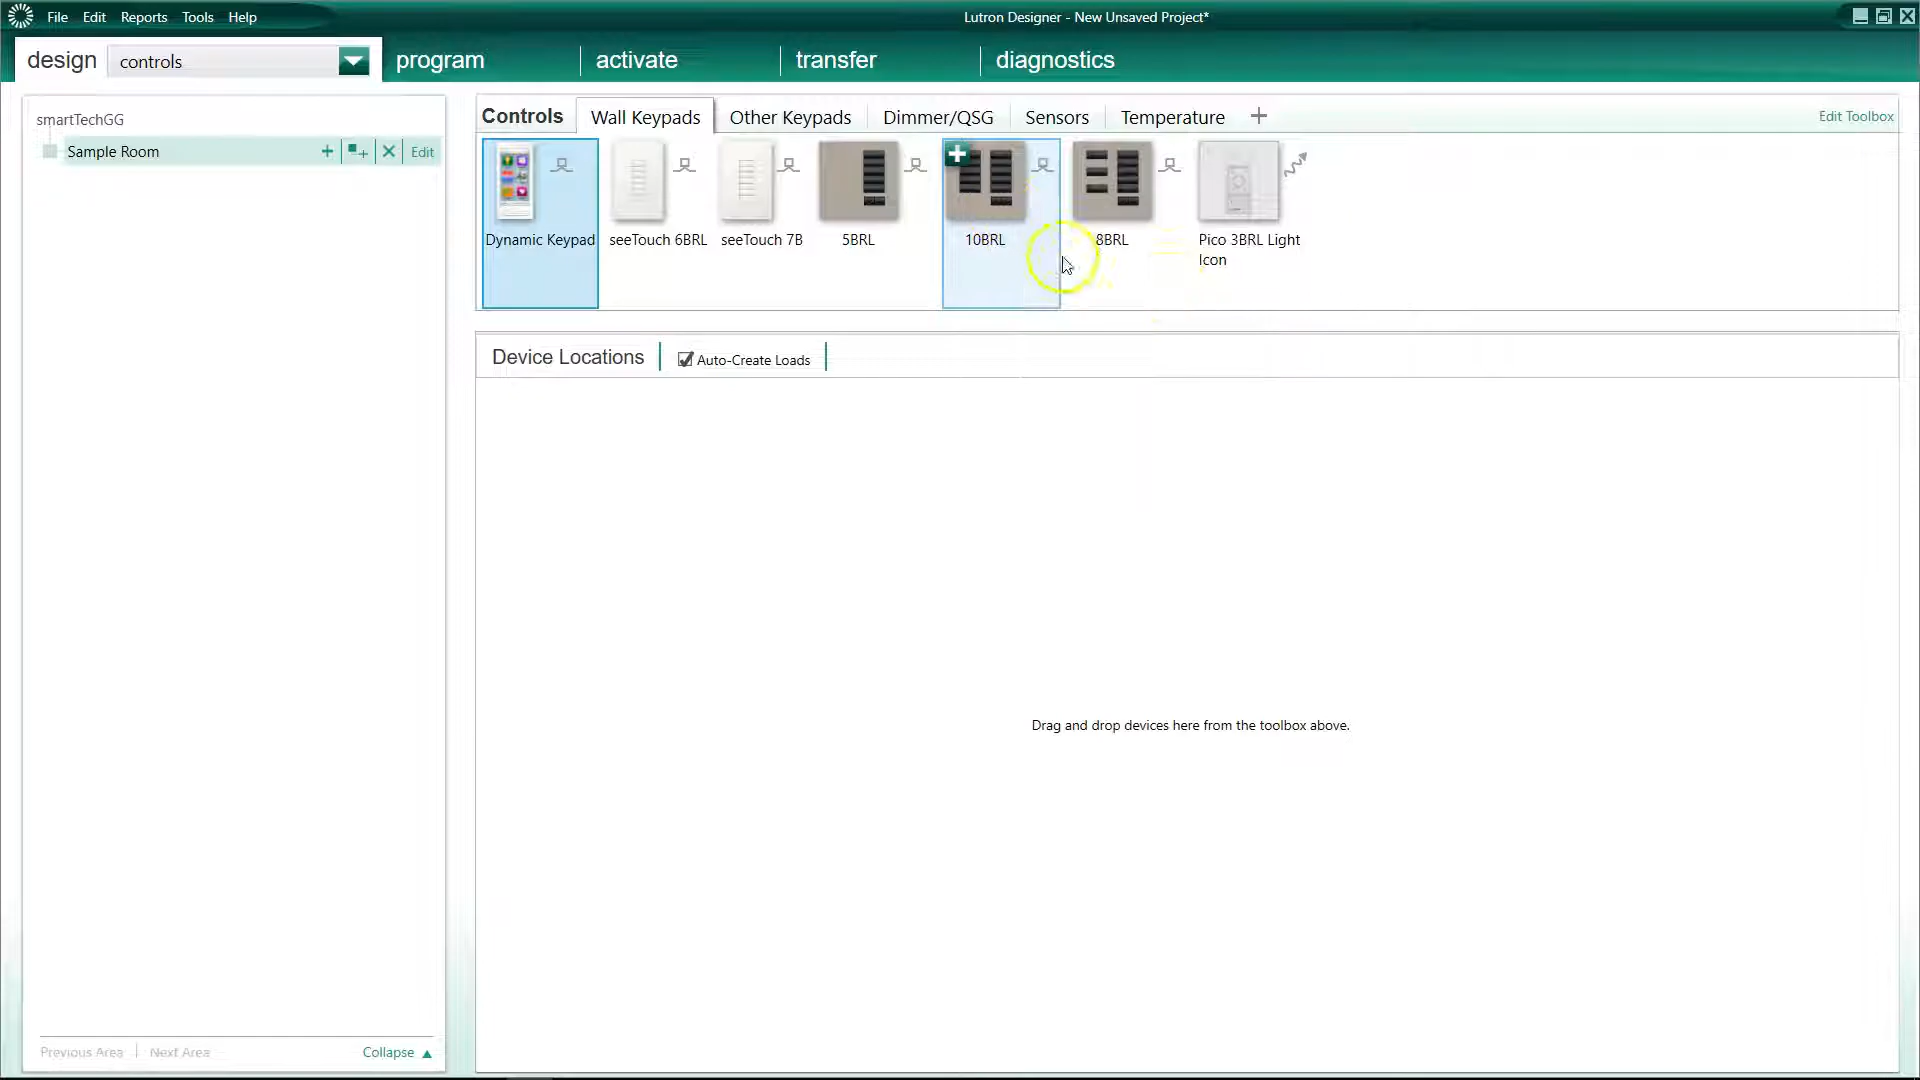 File Edit Reports Tools Help
Lutron Designer - New Unsaved Project*
design controls program activate transfer diagnostics
smartTechGG
Sample Room + Edit
Controls Wall Keypads Other Keypads Dimmer/QSG Sensors Temperature +
Edit Toolbox
Dynamic Keypad seeTouch 6BRL seeTouch 7B 5BRL 10BRL 8BRL Pico 3BRL Light
Icon
Device Locations Auto-Create Loads
Drag and drop devices here from the toolbox above.
Previous Area Next Area Collapse